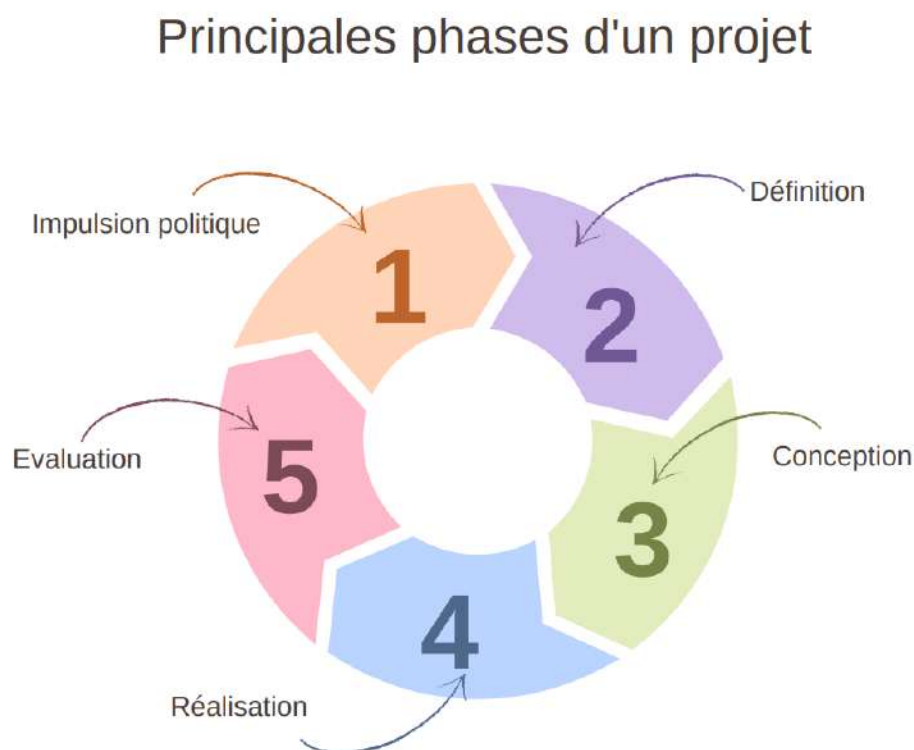 Principales phases d'un projet
Impulsion politique
1
Définition
2
Conception
3
Réalisation
4
Evaluation
5